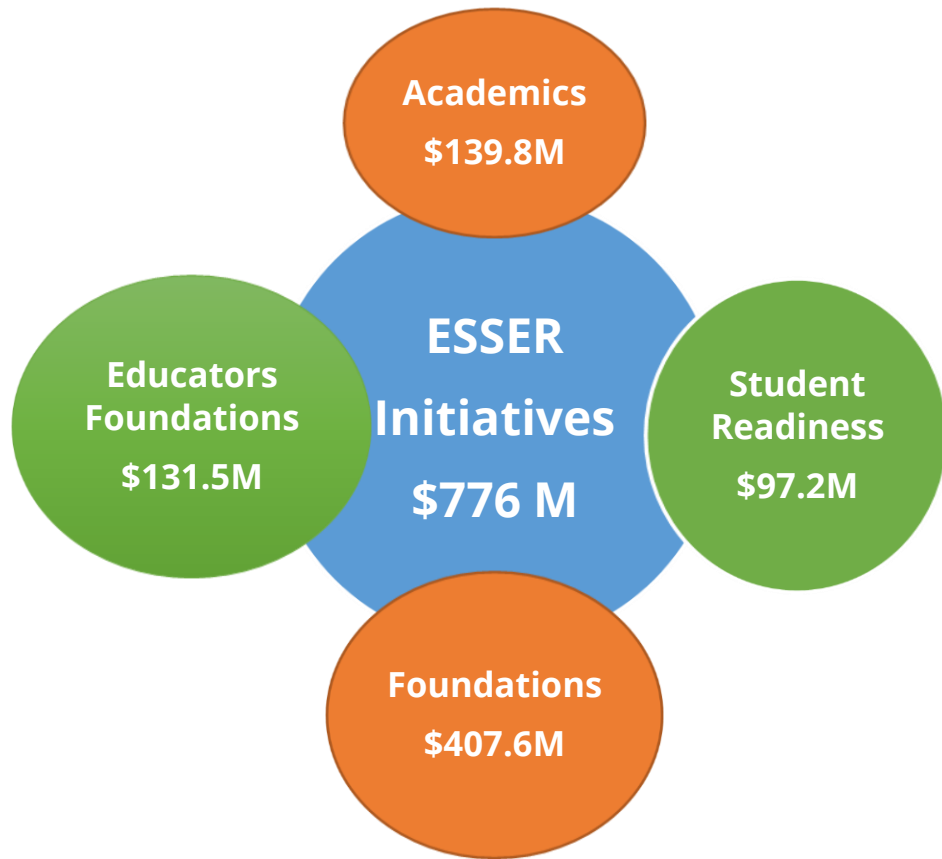 Academics
$139.8M
ESSER
Initiatives
$776 M
Educators
Foundations
$131.5M
Student
Readiness
$97.2M
Foundations
$407.6M